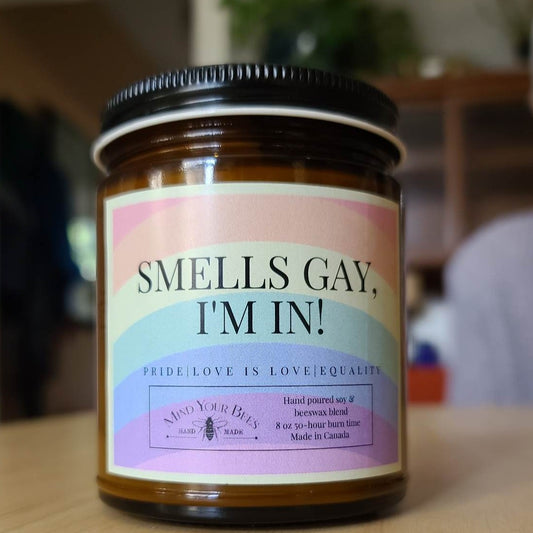 SMELLS GAY,
I'M IN!
PRIDE|LOVE IS LOVE|EQUALITY
MIND YOUR BEES
HAND MADE
Hand poured soy &
beeswax blend
8 oz 50-hour burn time
Made in Canada